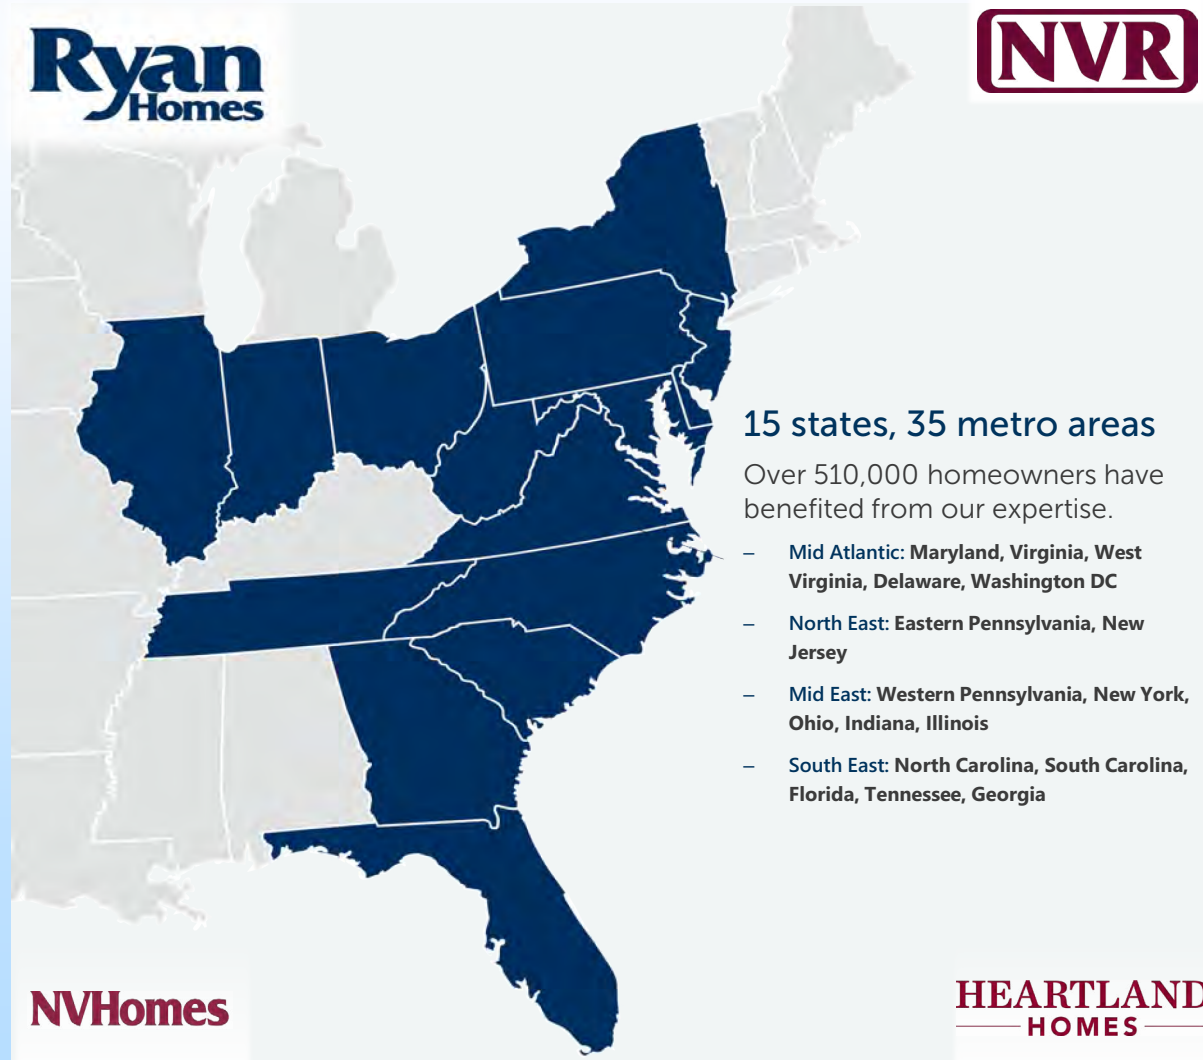 Ryan
Homes
NVR
15 states, 35 metro areas
Over 510,000 homeowners have
benefited from our expertise.
– Mid Atlantic: Maryland, Virginia, West
Virginia, Delaware, Washington DC
– North East: Eastern Pennsylvania, New
Jersey
– Mid East: Western Pennsylvania, New York,
Ohio, Indiana, Illinois
– South East: North Carolina, South Carolina,
Florida, Tennessee, Georgia
NVHomes
HEARTLAND
HOMES